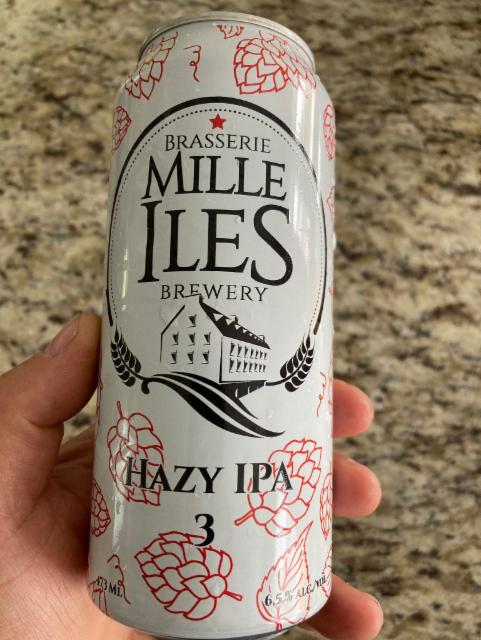 BRASSERIE
MILLE
ILES
BREWERY
HAZY IPA
3
473 ML
6,5.% ALC./VOL.